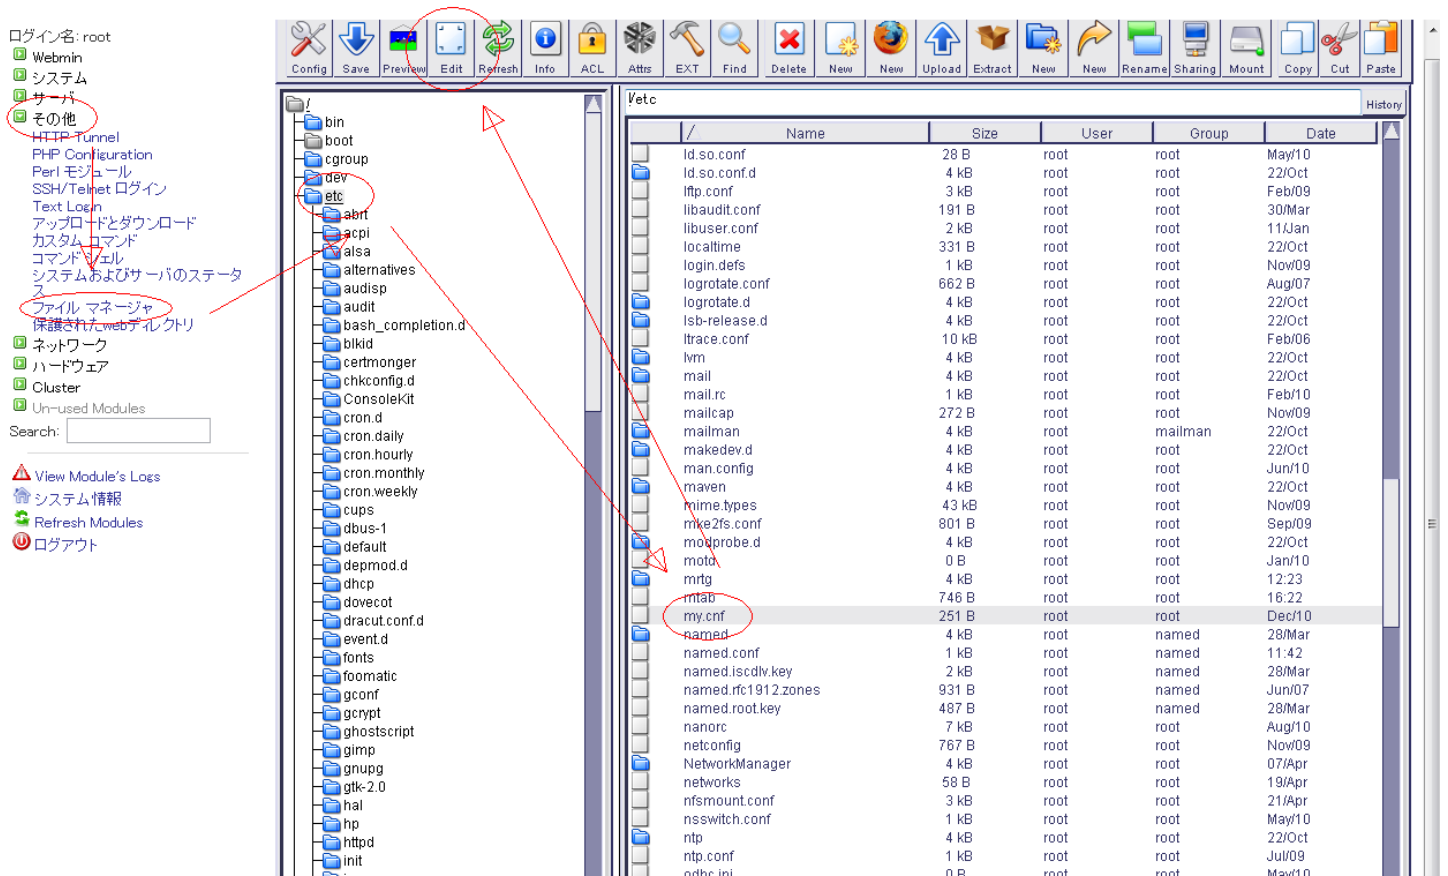 ログイン名: root
Webmin
システム
サーバ
その他
HTTP Tunnel
PHP Configuration
Perl モジュール
SSH/Telnet ログイン
Text Login
アップロードとダウンロード
カスタム コマンド
コマンド シェル
システムおよびサーバのステータ
ス
ファイル マネージャ
保護されたwebディレクトリ
ネットワーク
ハードウェア
Cluster
Un-used Modules
Search:
View Module's Logs
システム情報
Refresh Modules
ログアウト
Config Save Preview Edit Refresh Info ACL Attrs EXT Find Delete New New Upload Extract New New Rename Sharing Mount Copy Cut Paste
/
bin
boot
cgroup
dev
etc
abrt
acpi
alsa
alternatives
audisp
audit
bash_completion.d
blkid
certmonger
chkconfig.d
ConsoleKit
cron.d
cron.daily
cron.hourly
cron.monthly
cron.weekly
cups
dbus-1
default
depmod.d
dhcp
dovecot
dracut.conf.d
event.d
fonts
foomatic
gconf
gcrypt
ghostscript
gimp
gnupg
gtk-2.0
hal
hp
httpd
init
/etc
History
/ Name Size User Group Date
ld.so.conf 28 B root root May/10
ld.so.conf.d 4 kB root root 22/Oct
lftp.conf 3 kB root root Feb/09
libaudit.conf 191 B root root 30/Mar
libuser.conf 2 kB root root 11/Jan
localtime 331 B root root 22/Oct
login.defs 1 kB root root Nov/09
logrotate.conf 662 B root root Aug/07
logrotate.d 4 kB root root 22/Oct
lsb-release.d 4 kB root root 22/Oct
ltrace.conf 10 kB root root Feb/06
lvm 4 kB root root 22/Oct
mail 4 kB root root 22/Oct
mail.rc 1 kB root root Feb/10
mailcap 272 B root root Nov/09
mailman 4 kB root mailman 22/Oct
makedev.d 4 kB root root 22/Oct
man.config 4 kB root root Jun/10
maven 4 kB root root 22/Oct
mime.types 43 kB root root Nov/09
mke2fs.conf 801 B root root Sep/09
modprobe.d 4 kB root root 22/Oct
motd 0 B root root Jan/10
mrtg 4 kB root root 12:23
mtab 746 B root root 16:22
my.cnf 251 B root root Dec/10
named 4 kB root named 28/Mar
named.conf 1 kB root named 11:42
named.iscdlv.key 2 kB root named 28/Mar
named.rfc1912.zones 931 B root named Jun/07
named.root.key 487 B root named 28/Mar
nanorc 7 kB root root Aug/10
netconfig 767 B root root Nov/09
NetworkManager 4 kB root root 07/Apr
networks 58 B root root 19/Apr
nfsmount.conf 3 kB root root 21/Apr
nsswitch.conf 1 kB root root May/10
ntp 4 kB root root 22/Oct
ntp.conf 1 kB root root Jul/09
odbc.ini 0 B root root May/10